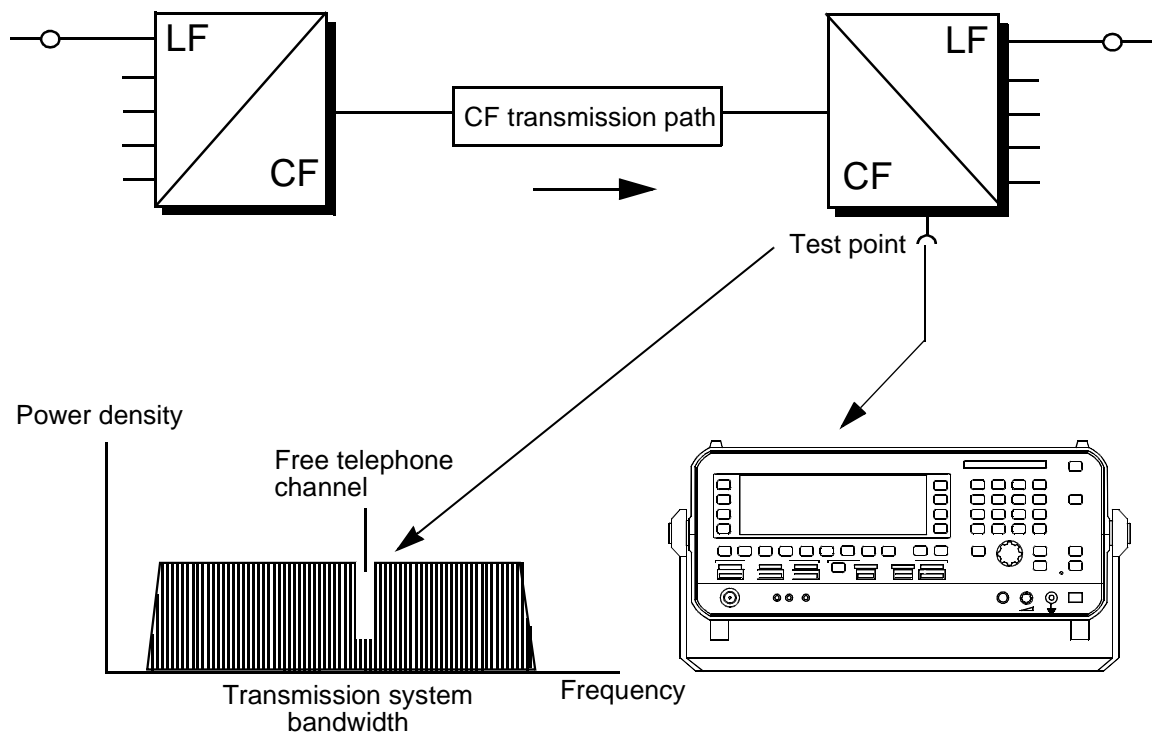 LF
CF
CF transmission path
LF
CF
Test point
Power density
Free telephone
channel
Transmission system
bandwidth
Frequency